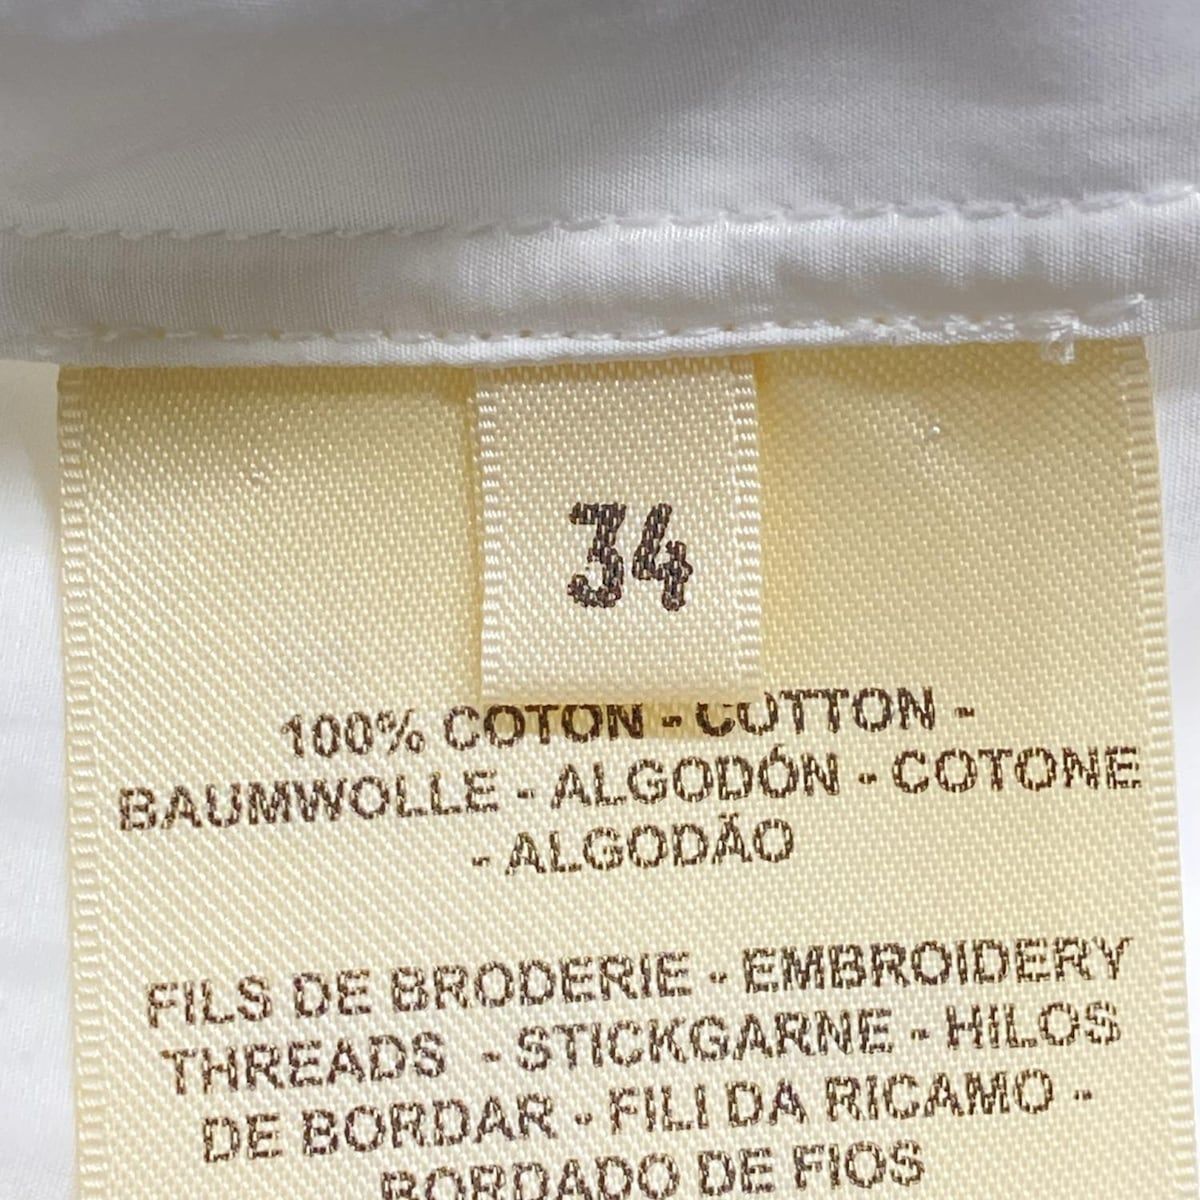 34
100% COTON - COTTON -
BAUMWOLLE - ALGODÓN - COTONE
- ALGODÃO
FILS DE BRODERIE - EMBROIDERY
THREADS - STICKGARNE - HILOS
DE BORDAR - FILI DA RICAMO -
BORDADO DE FIOS